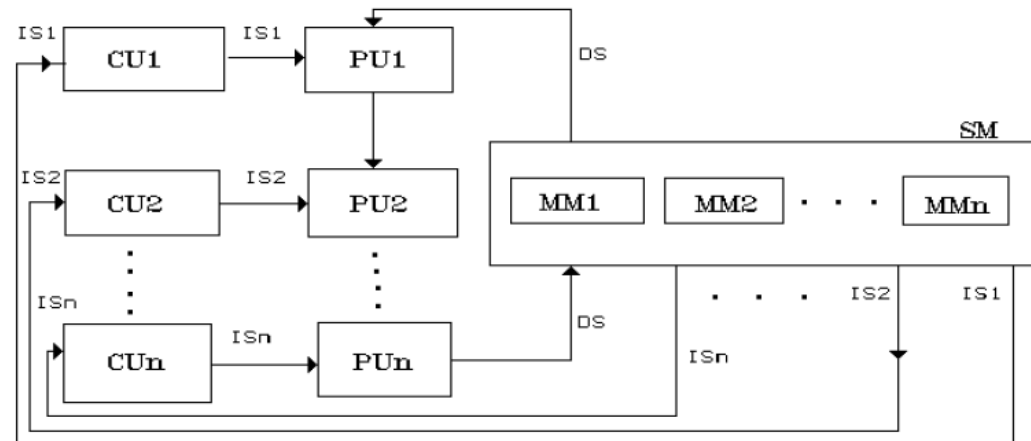 IS1 CU1 IS1 PU1 DS
SM
IS2 CU2 IS2 PU2 MM1 MM2 MMn
ISn IS2 IS1
CUn ISn PUn DS ISn